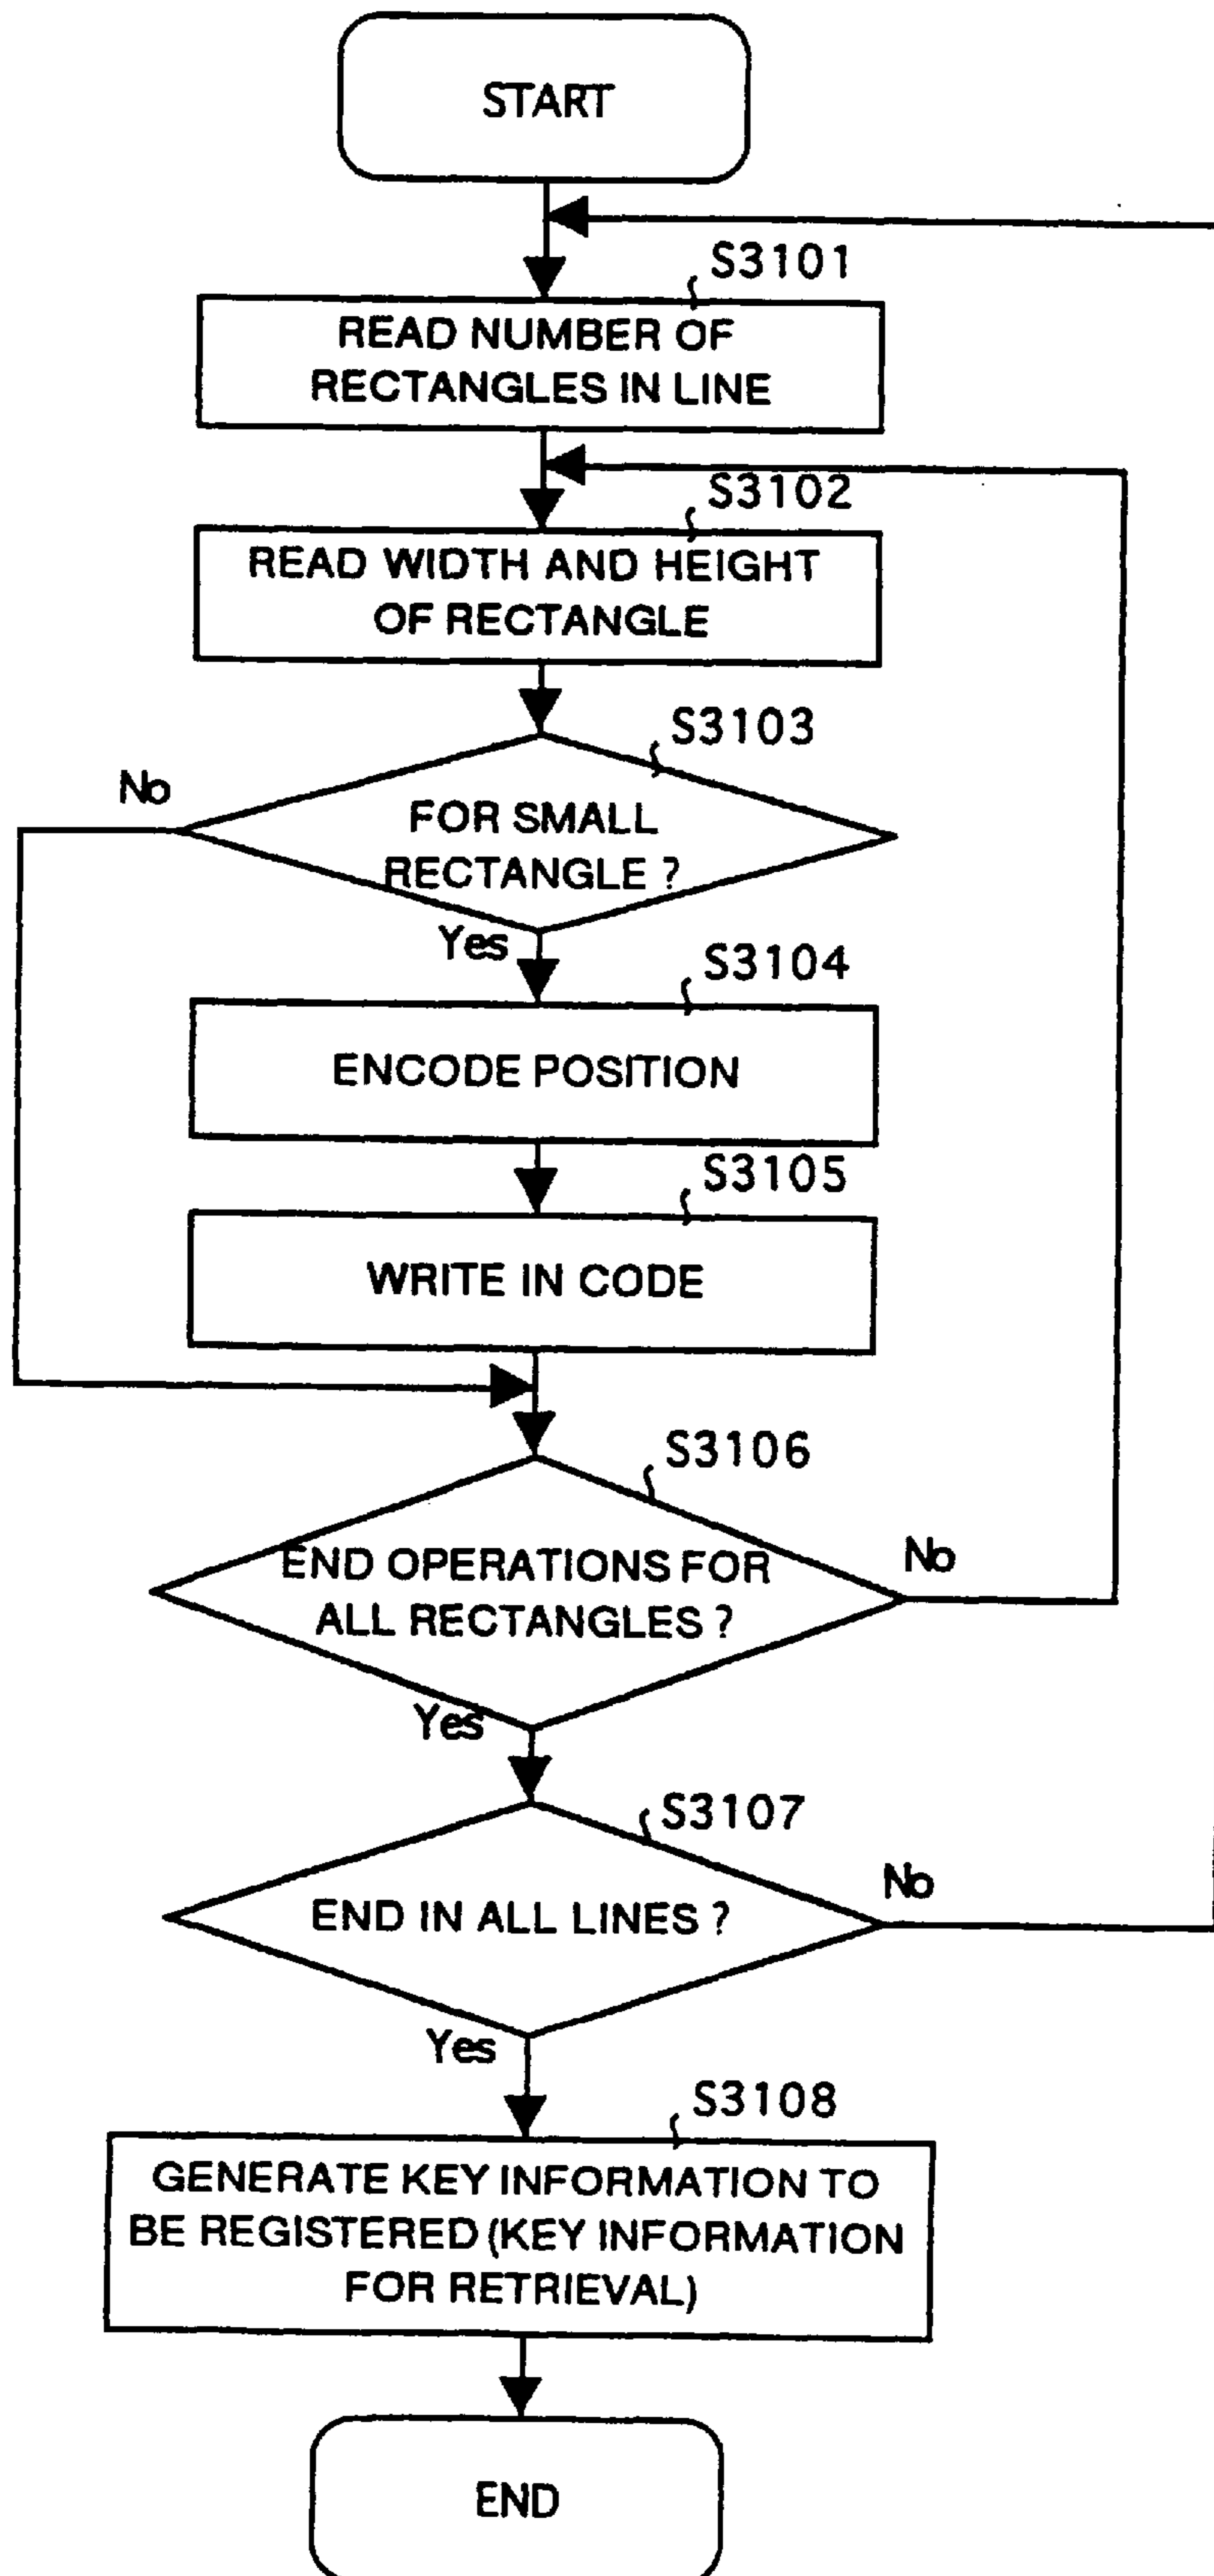 START
S3101
READ NUMBER OF
RECTANGLES IN LINE
S3102
READ WIDTH AND HEIGHT
OF RECTANGLE
S3103
No
FOR SMALL
RECTANGLE ?
Yes
S3104
ENCODE POSITION
S3105
WRITE IN CODE
S3106
No
END OPERATIONS FOR
ALL RECTANGLES ?
Yes
S3107
No
END IN ALL LINES ?
Yes
S3108
GENERATE KEY INFORMATION TO
BE REGISTERED (KEY INFORMATION
FOR RETRIEVAL)
END